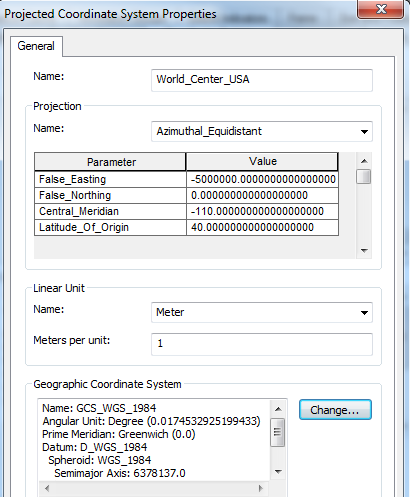 Projected Coordinate System Properties
General
Name: World_Center_USA
Projection
Name: Azimuthal_Equidistant
Parameter Value
False_Easting -5000000.0000000000000000
False_Northing 0.000000000000000000
Central_Meridian -110.000000000000000000
Latitude_Of_Origin 40.000000000000000000
Linear Unit
Name: Meter
Meters per unit: 1
Geographic Coordinate System
Name: GCS_WGS_1984
Angular Unit: Degree (0.0174532925199433)
Prime Meridian: Greenwich (0.0)
Datum: D_WGS_1984
Spheroid: WGS_1984
Semimajor Axis: 6378137.0
Change...